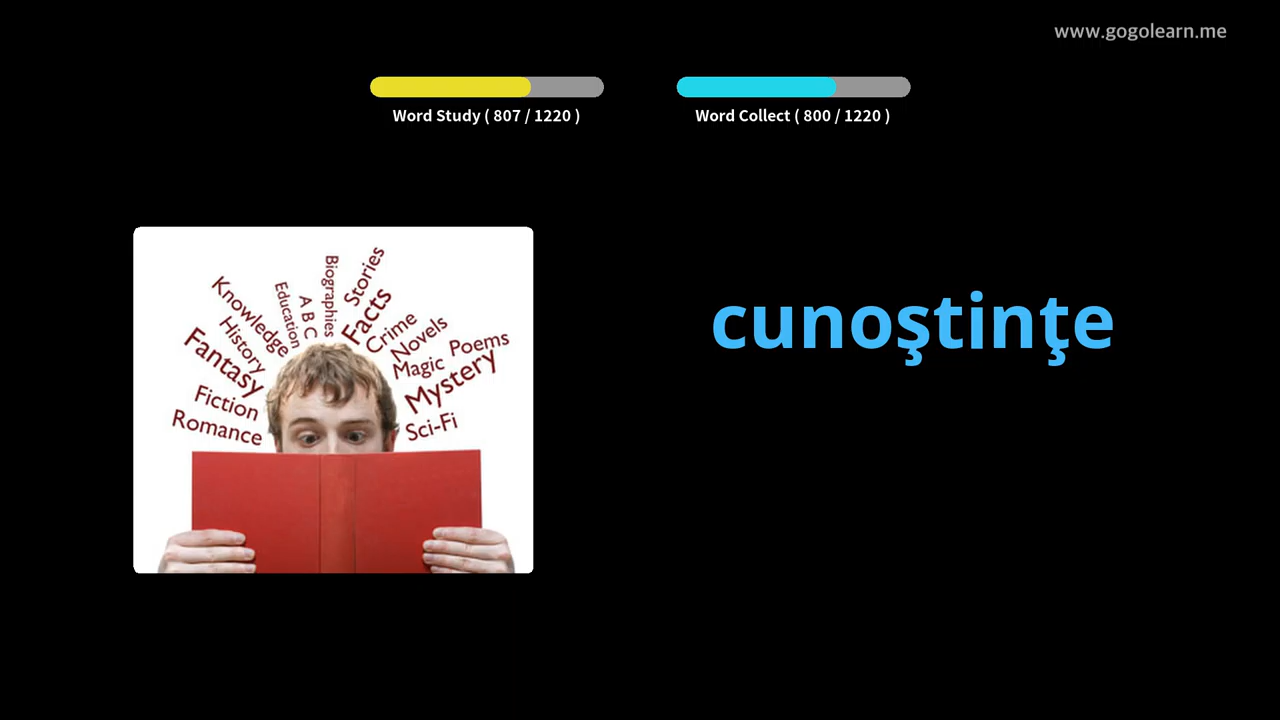 www.gogolearn.me
Word Study ( 807 / 1220 )
Word Collect ( 800 / 1220 )
Biographies
Stories
Education
A B C
Facts
Knowledge
History
Crime
Novels
Poems
Fantasy
Magic
Mystery
Fiction
Romance
Sci-Fi
cunoştinţe